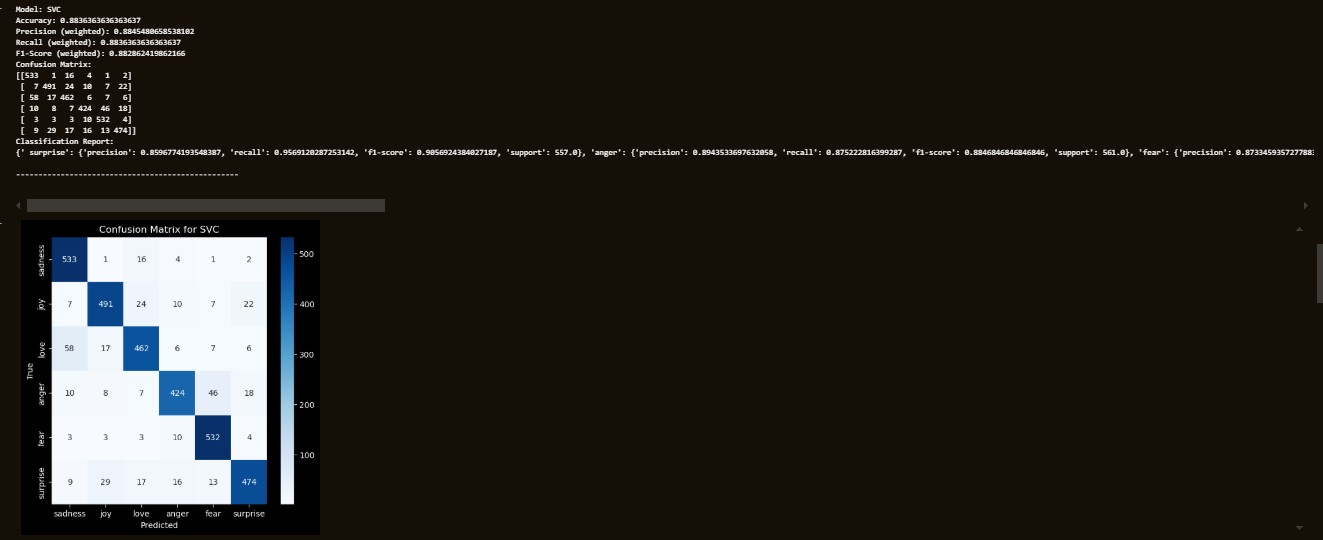 Model: SVC
Accuracy: 0.8836363636363637
Precision (weighted): 0.8845480658538102
Recall (weighted): 0.8836363636363637
F1-Score (weighted): 0.882862419862166
Confusion Matrix:
[[533 1 16 4 1 2]
[ 7 491 24 10 7 22]
[ 58 17 462 6 7 6]
[ 10 8 7 424 46 18]
[ 3 3 3 10 532 4]
[ 9 29 17 16 13 474]]
Classification Report:
{' surprise': {'precision': 0.8596774193548387, 'recall': 0.9569120287253142, 'f1-score': 0.9056924384027187, 'support': 557.0}, 'anger': {'precision': 0.8943533697632058, 'recall': 0.875222816399287, 'f1-score': 0.8846846846846846, 'support': 561.0}, 'fear': {'precision': 0.8733459357277883
--------------------------------------------------
Confusion Matrix for SVC
sadness 533 1 16 4 1 2
joy 7 491 24 10 7 22
love 58 17 462 6 7 6
anger 10 8 7 424 46 18
fear 3 3 3 10 532 4
surprise 9 29 17 16 13 474
sadness joy love anger fear surprise
Predicted
True
500
400
300
200
100